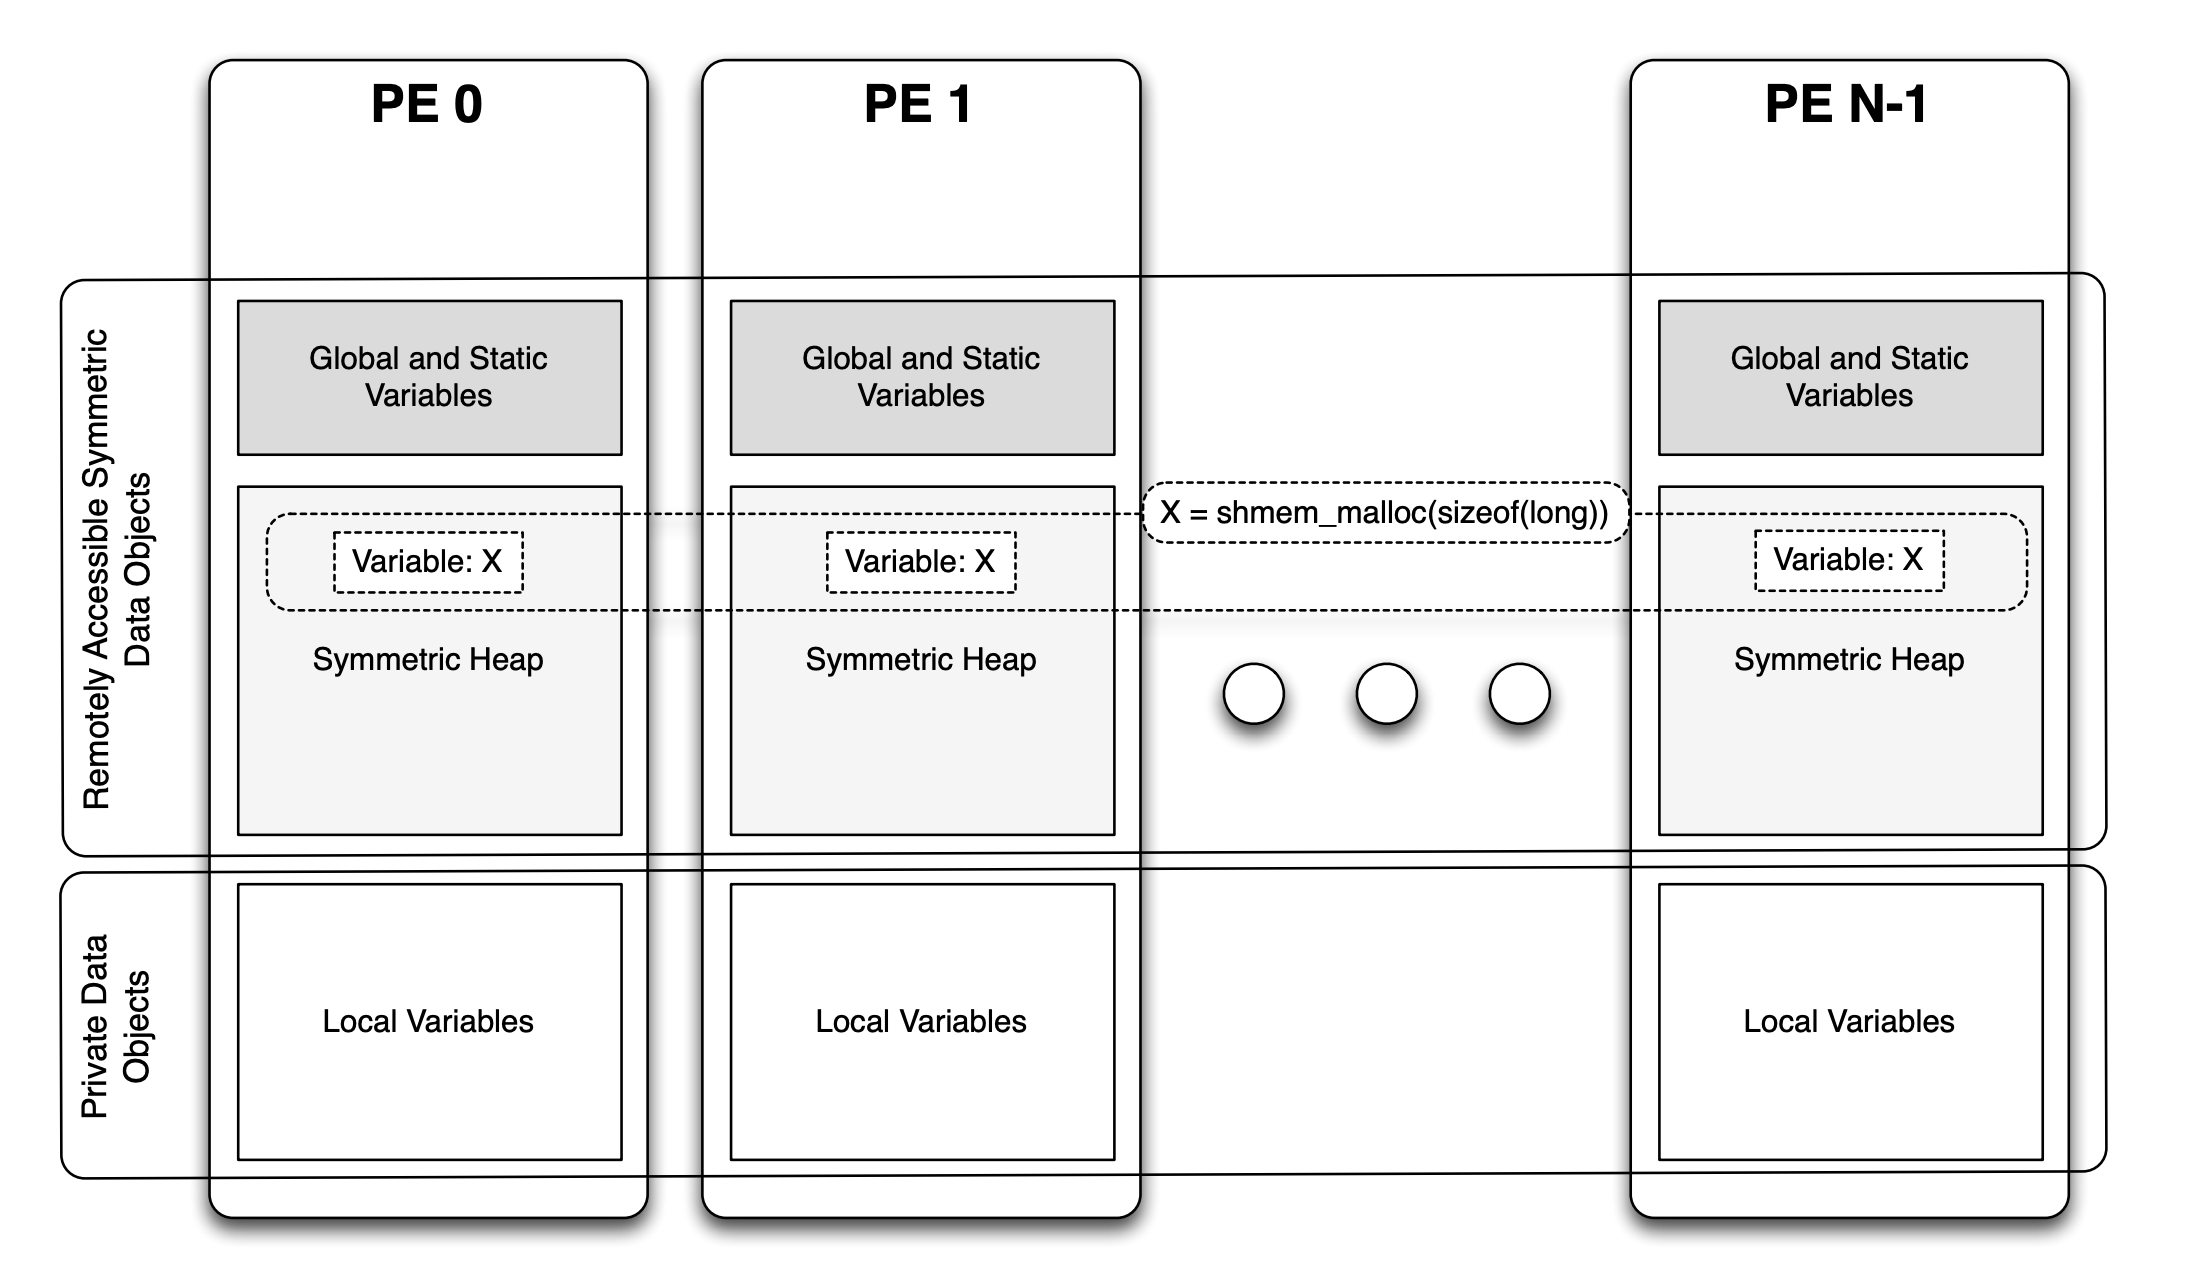 PE 0
PE 1
PE N-1
Remotely Accessible Symmetric
Data Objects
Global and Static
Variables
Global and Static
Variables
Global and Static
Variables
X = shmem_malloc(sizeof(long))
Variable: X
Variable: X
Variable: X
Symmetric Heap
Symmetric Heap
Symmetric Heap
Private Data
Objects
Local Variables
Local Variables
Local Variables